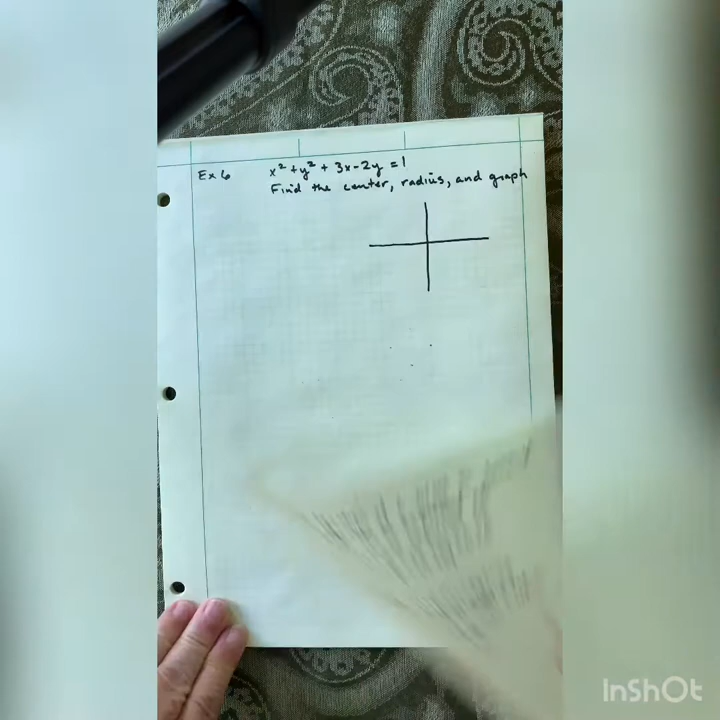 Ex 6 x² + y² + 3x - 2y = 1
Find the center, radius, and graph
InShOt